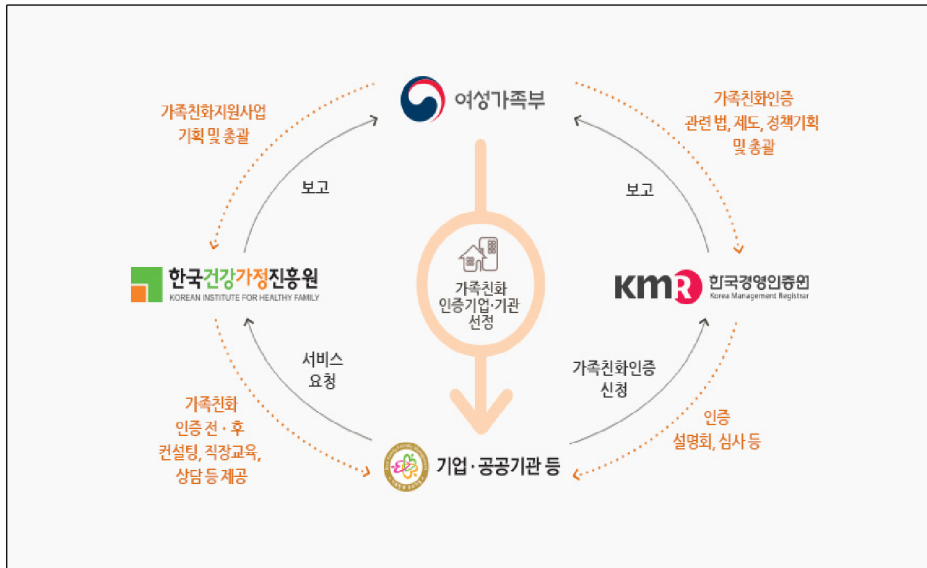 여성가족부
가족친화지원사업
기획 및 총괄
가족친화인증
관련 법, 제도, 정책기획
및 총괄
보고
보고
한국건강가정진흥원
KOREAN INSTITUTE FOR HEALTHY FAMILY
가족친화
인증기업·기관
선정
KMR 한국경영인증원
Korea Management Registrar
서비스
요청
가족친화인증
신청
가족친화
인증 전·후
컨설팅, 직장교육,
상담 등 제공
인증
설명회, 심사 등
기업·공공기관 등